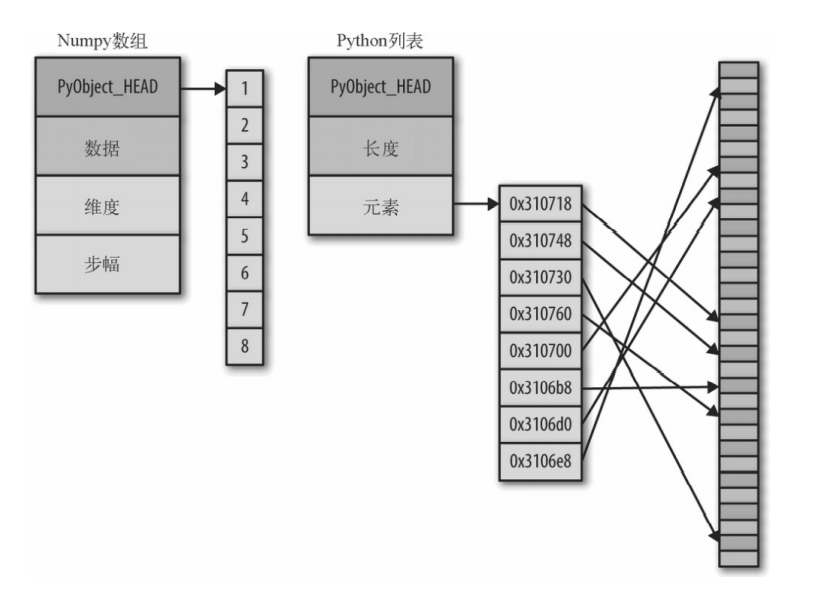 Numpy数组
PyObject_HEAD
数据
维度
步幅
1
2
3
4
5
6
7
8
Python列表
PyObject_HEAD
长度
元素
0x310718
0x310748
0x310730
0x310760
0x310700
0x3106b8
0x3106d0
0x3106e8